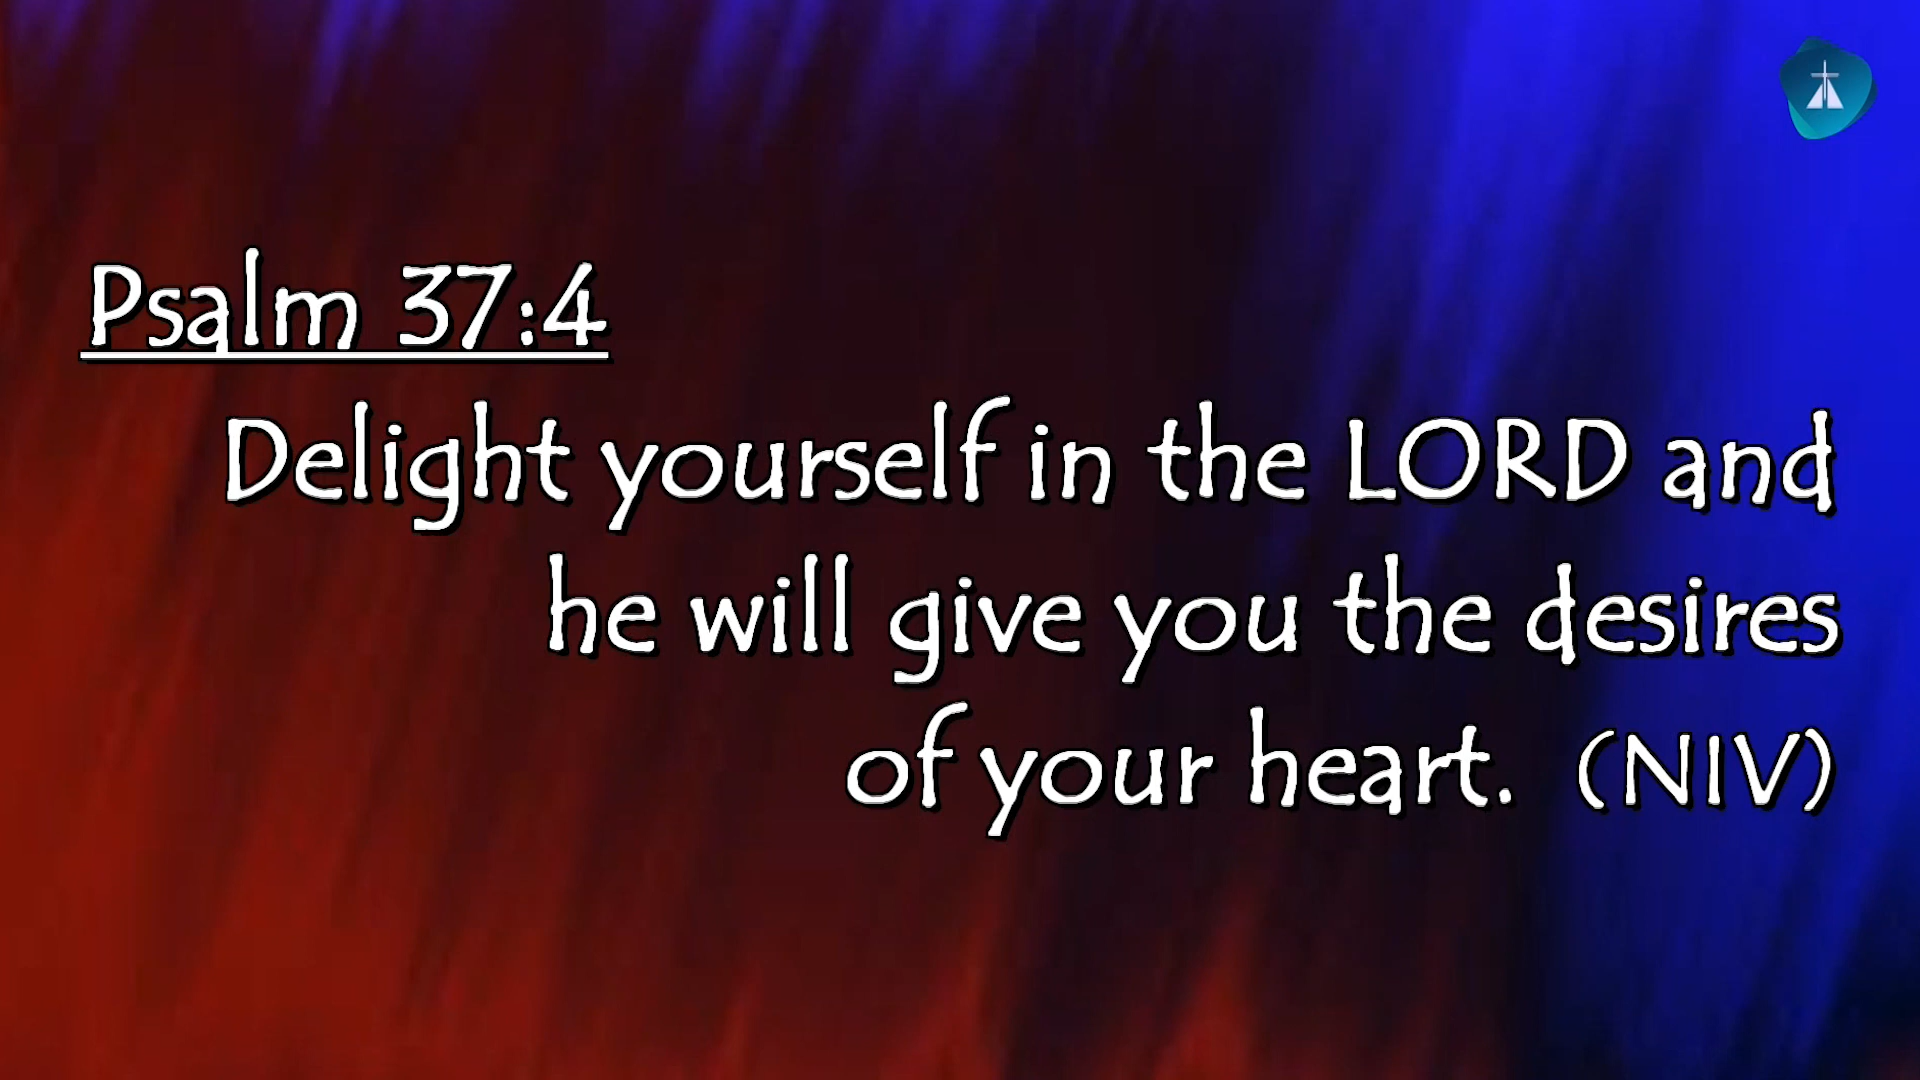 Psalm 37:4
Delight yourself in the LORD and
he will give you the desires
of your heart. (NIV)